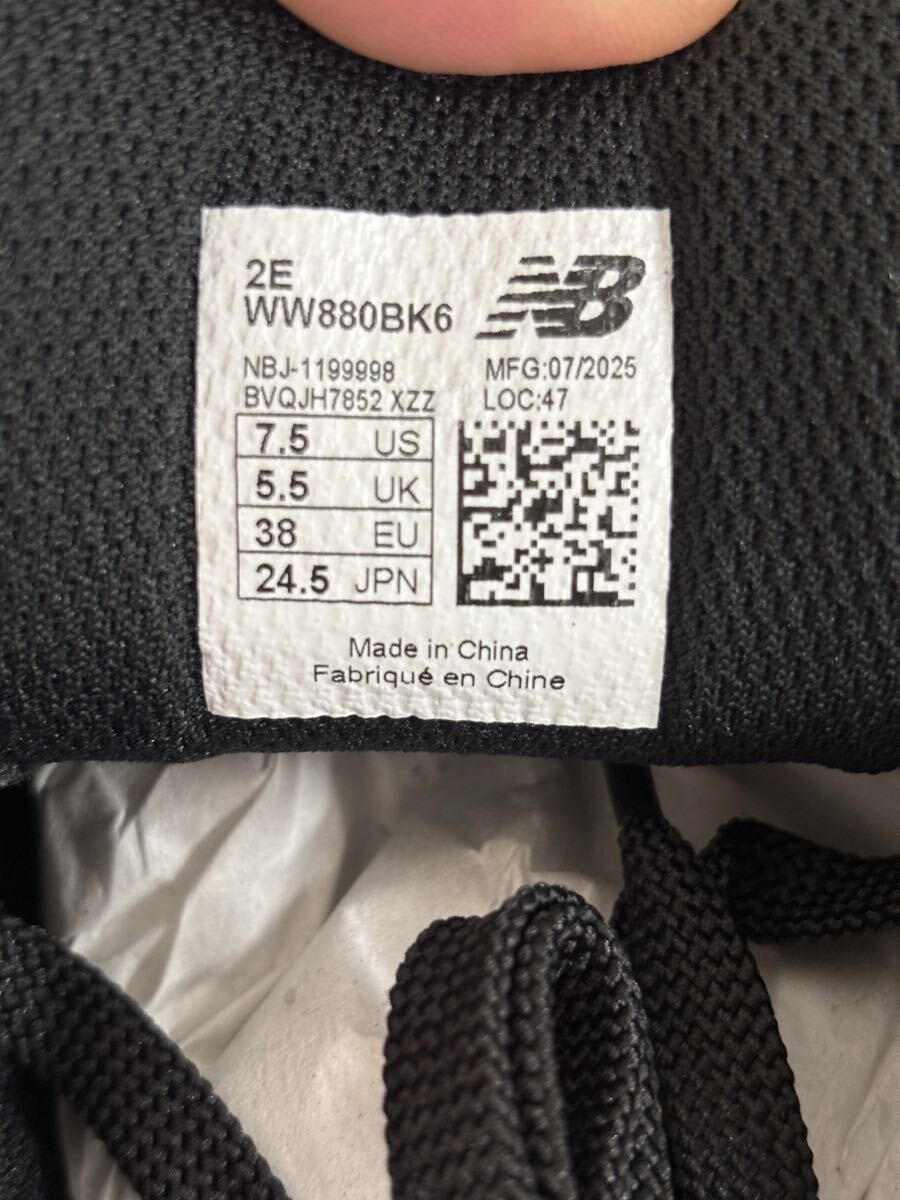 2E
WW880BK6
NB
NBJ-1199998
MFG:07/2025
BVQJH7852 XZZ
LOC:47
7.5 US
5.5 UK
38 EU
24.5 JPN
Made in China
Fabriqué en Chine